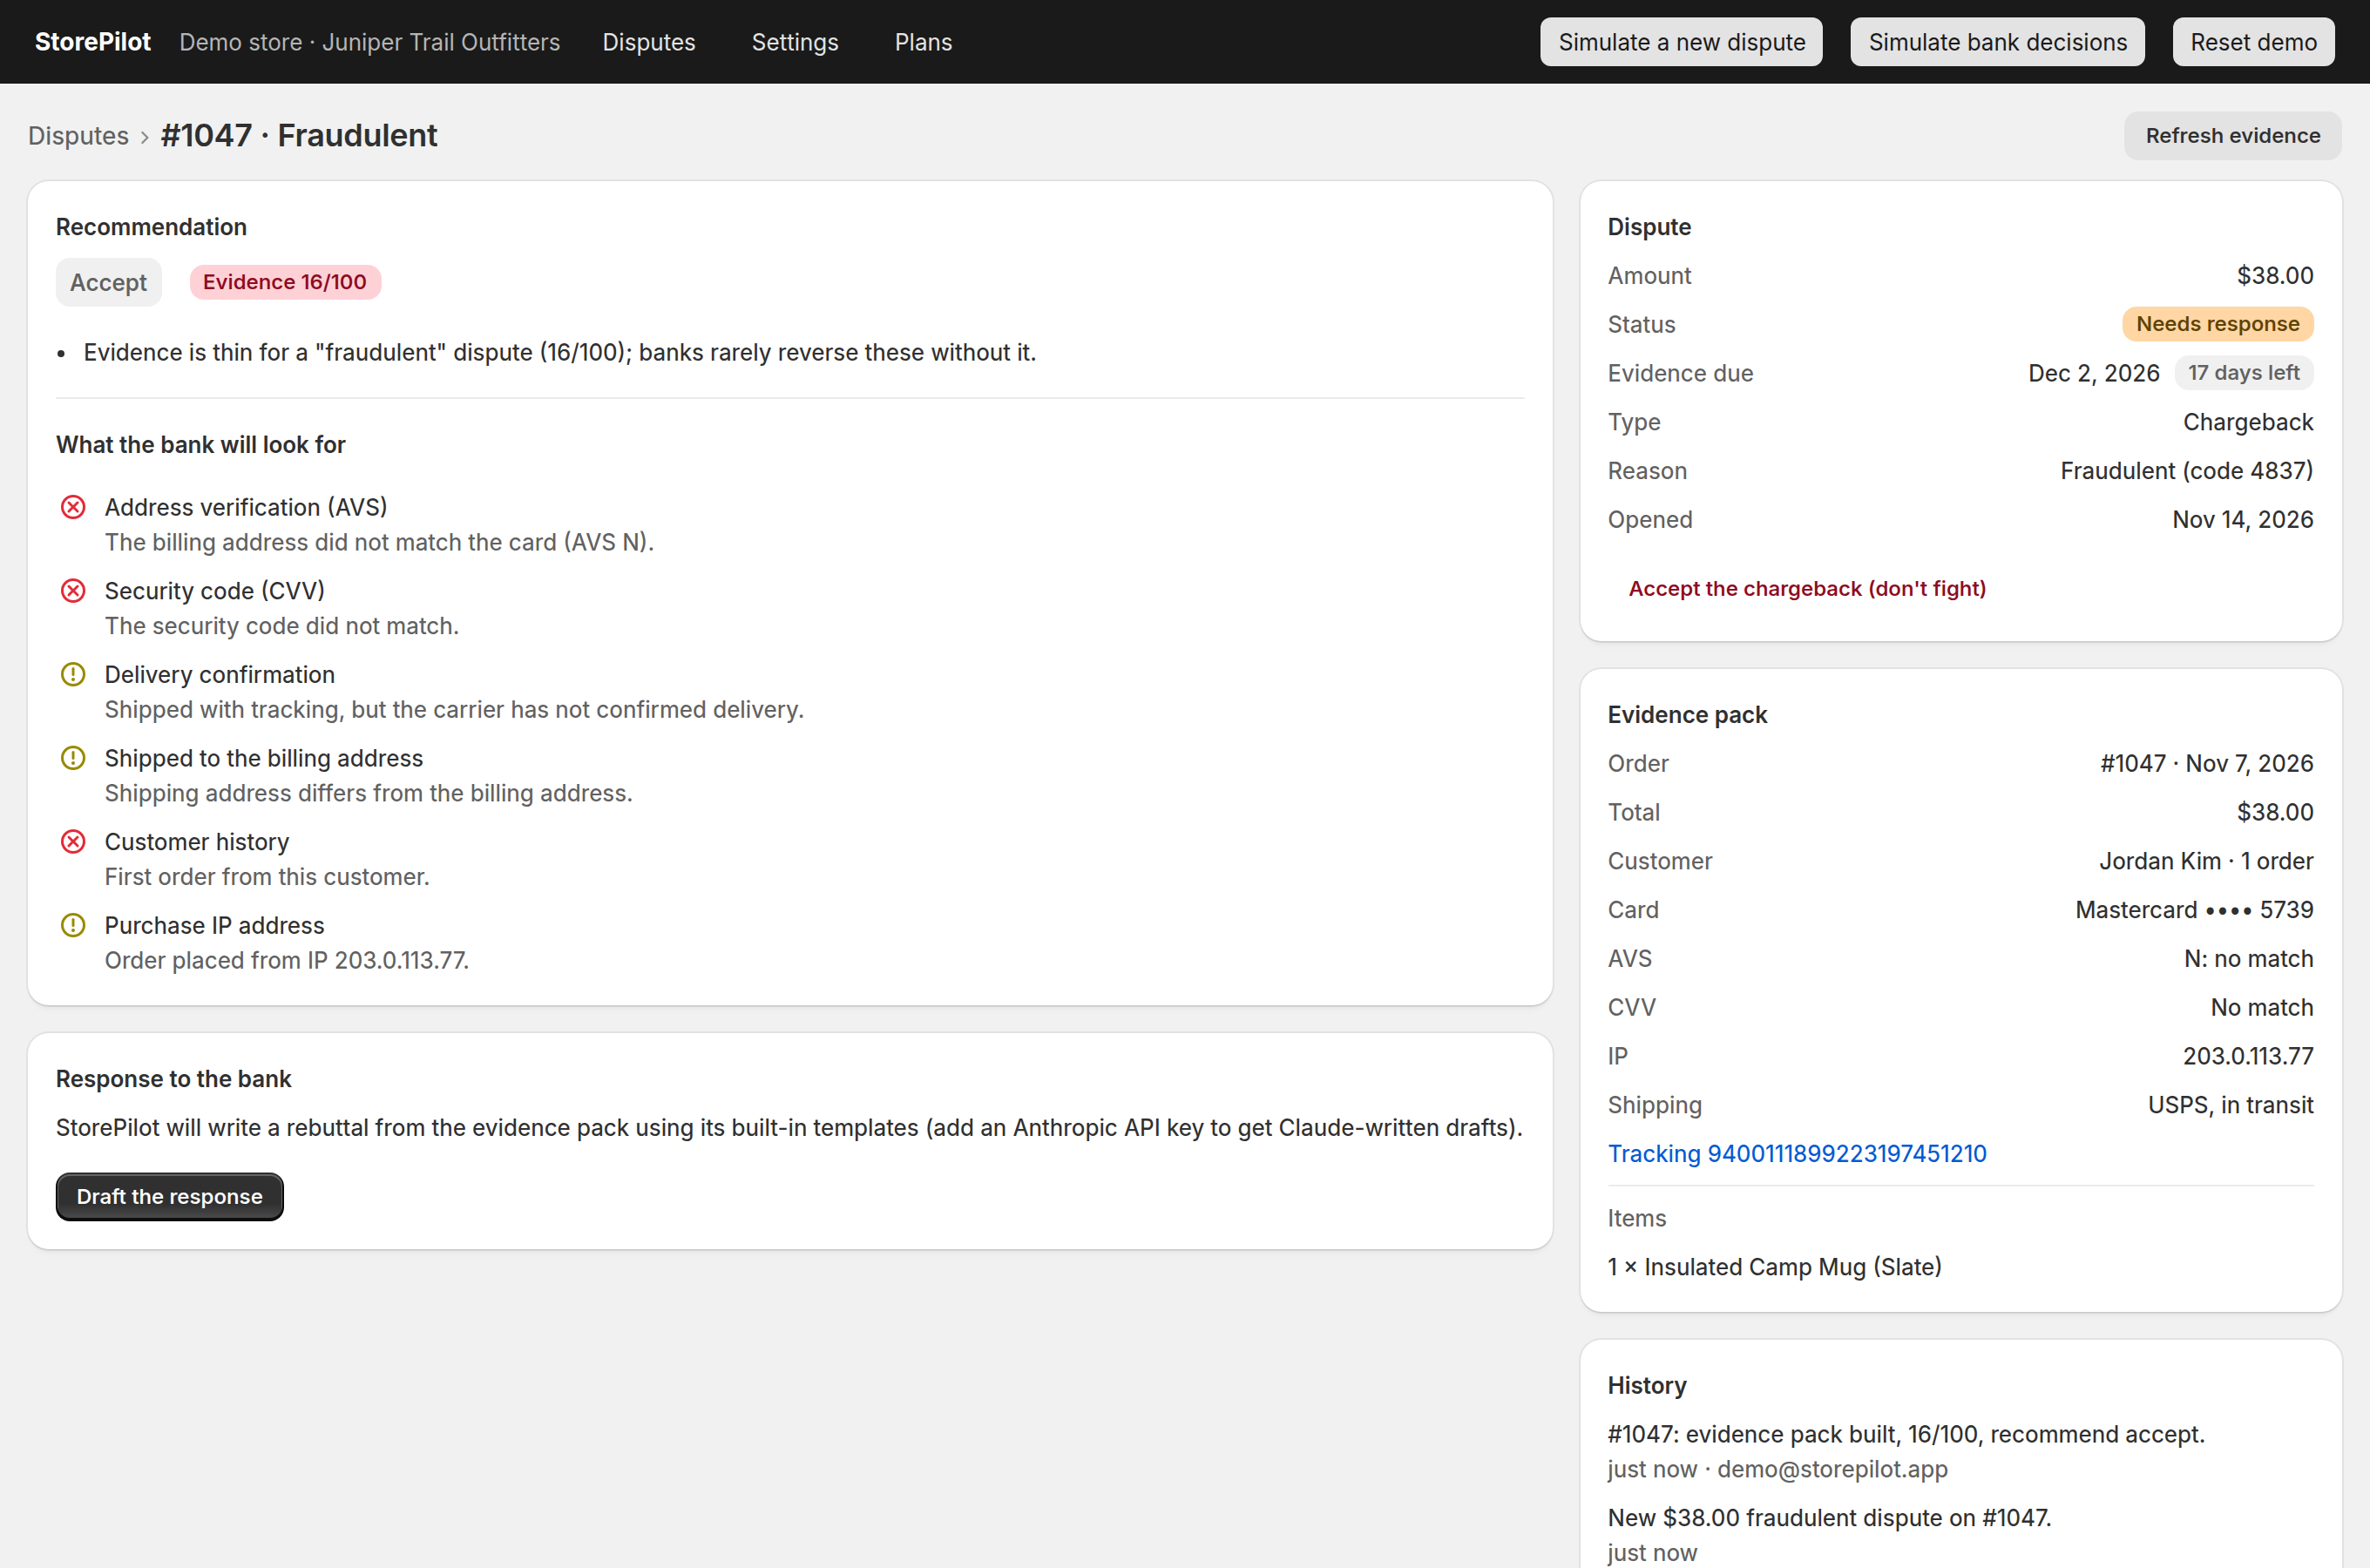 StorePilot Demo store · Juniper Trail Outfitters Disputes Settings Plans Simulate a new dispute Simulate bank decisions Reset demo
Disputes › #1047 · Fraudulent Refresh evidence
Recommendation
Accept Evidence 16/100
• Evidence is thin for a "fraudulent" dispute (16/100); banks rarely reverse these without it.
What the bank will look for
Address verification (AVS)
The billing address did not match the card (AVS N).
Security code (CVV)
The security code did not match.
Delivery confirmation
Shipped with tracking, but the carrier has not confirmed delivery.
Shipped to the billing address
Shipping address differs from the billing address.
Customer history
First order from this customer.
Purchase IP address
Order placed from IP 203.0.113.77.
Response to the bank
StorePilot will write a rebuttal from the evidence pack using its built-in templates (add an Anthropic API key to get Claude-written drafts).
Draft the response
Dispute
Amount $38.00
Status Needs response
Evidence due Dec 2, 2026 17 days left
Type Chargeback
Reason Fraudulent (code 4837)
Opened Nov 14, 2026
Accept the chargeback (don't fight)
Evidence pack
Order #1047 · Nov 7, 2026
Total $38.00
Customer Jordan Kim · 1 order
Card Mastercard •••• 5739
AVS N: no match
CVV No match
IP 203.0.113.77
Shipping USPS, in transit
Tracking 9400111899223197451210
Items
1 × Insulated Camp Mug (Slate)
History
#1047: evidence pack built, 16/100, recommend accept.
just now · demo@storepilot.app
New $38.00 fraudulent dispute on #1047.
just now